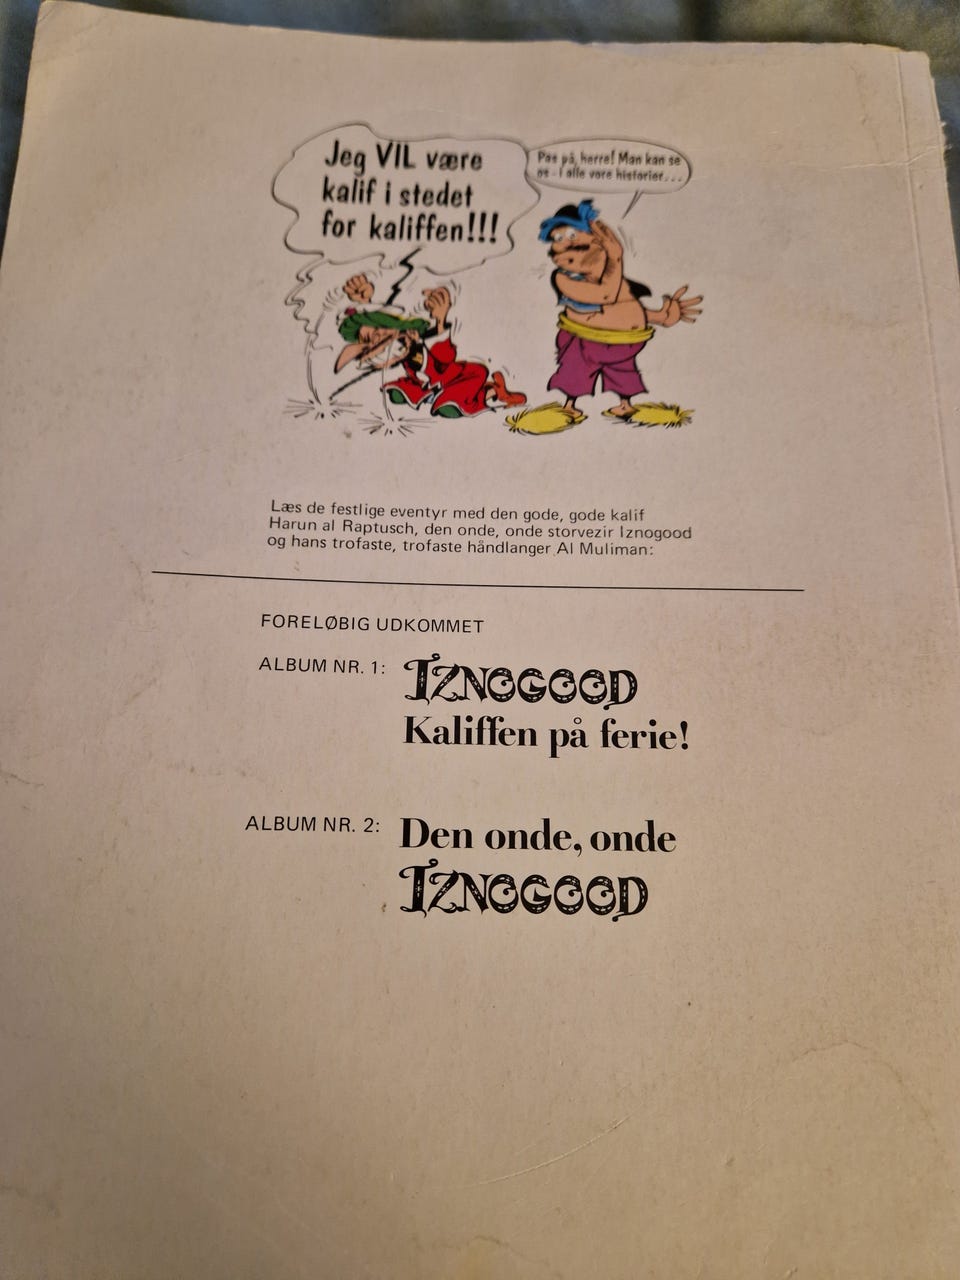 Jeg VIL være
kalif i stedet
for kaliffen!!!
Pas på, herre! Man kan se
os - i alle vore historier...
Læs de festlige eventyr med den gode, gode kalif
Harun al Raptusch, den onde, onde storvezir Iznogood
og hans trofaste, trofaste håndlanger Al Muliman:
FORELØBIG UDKOMMET
ALBUM NR. 1: IZNOGOOD
Kaliffen på ferie!
ALBUM NR. 2: Den onde, onde
IZNOGOOD